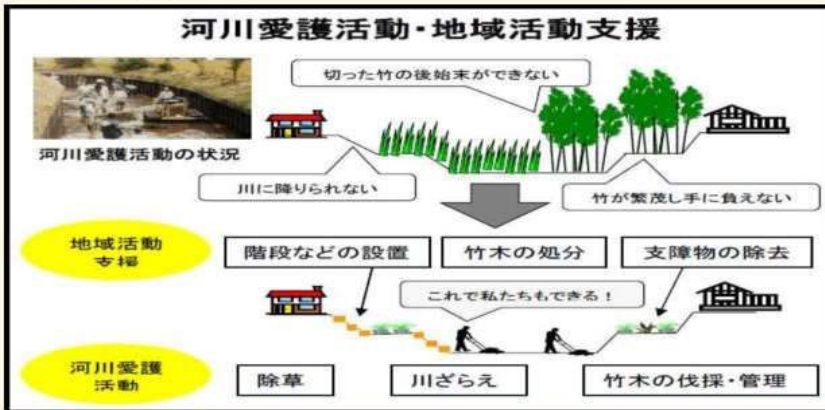 河川愛護活動・地域活動支援
切った竹の後始末ができない
河川愛護活動の状況
川に降りられない
竹が繁茂し手に負えない
地域活動
支援
階段などの設置
竹木の処分
支障物の除去
これで私たちもできる！
河川愛護
活動
除草
川ざらえ
竹木の伐採・管理